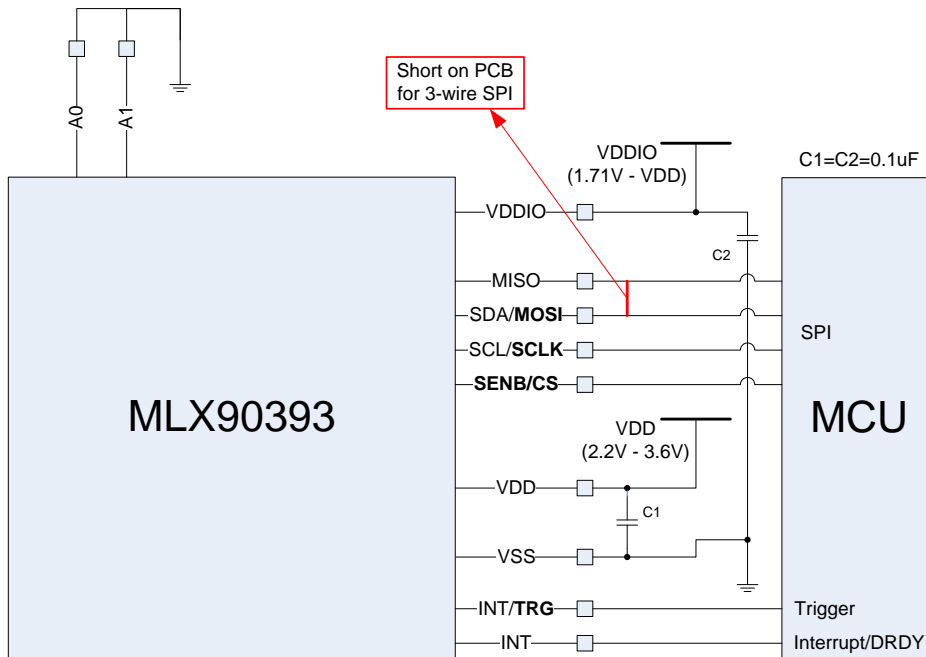 A0
A1
Short on PCB
for 3-wire SPI
VDDIO
(1.71V - VDD)
C1=C2=0.1uF
VDDIO
C2
MISO
SDA/MOSI
SPI
SCL/SCLK
SENB/CS
MLX90393
MCU
VDD
(2.2V - 3.6V)
VDD
C1
VSS
INT/TRG
Trigger
INT
Interrupt/DRDY